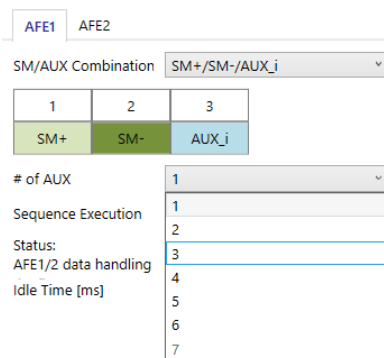 AFE1 AFE2
SM/AUX Combination SM+/SM-/AUX_i
1 2 3
SM+ SM- AUX_i
# of AUX 1
1
Sequence Execution
2
Status:
3
AFE1/2 data handling
4
Idle Time [ms]
5
6
7